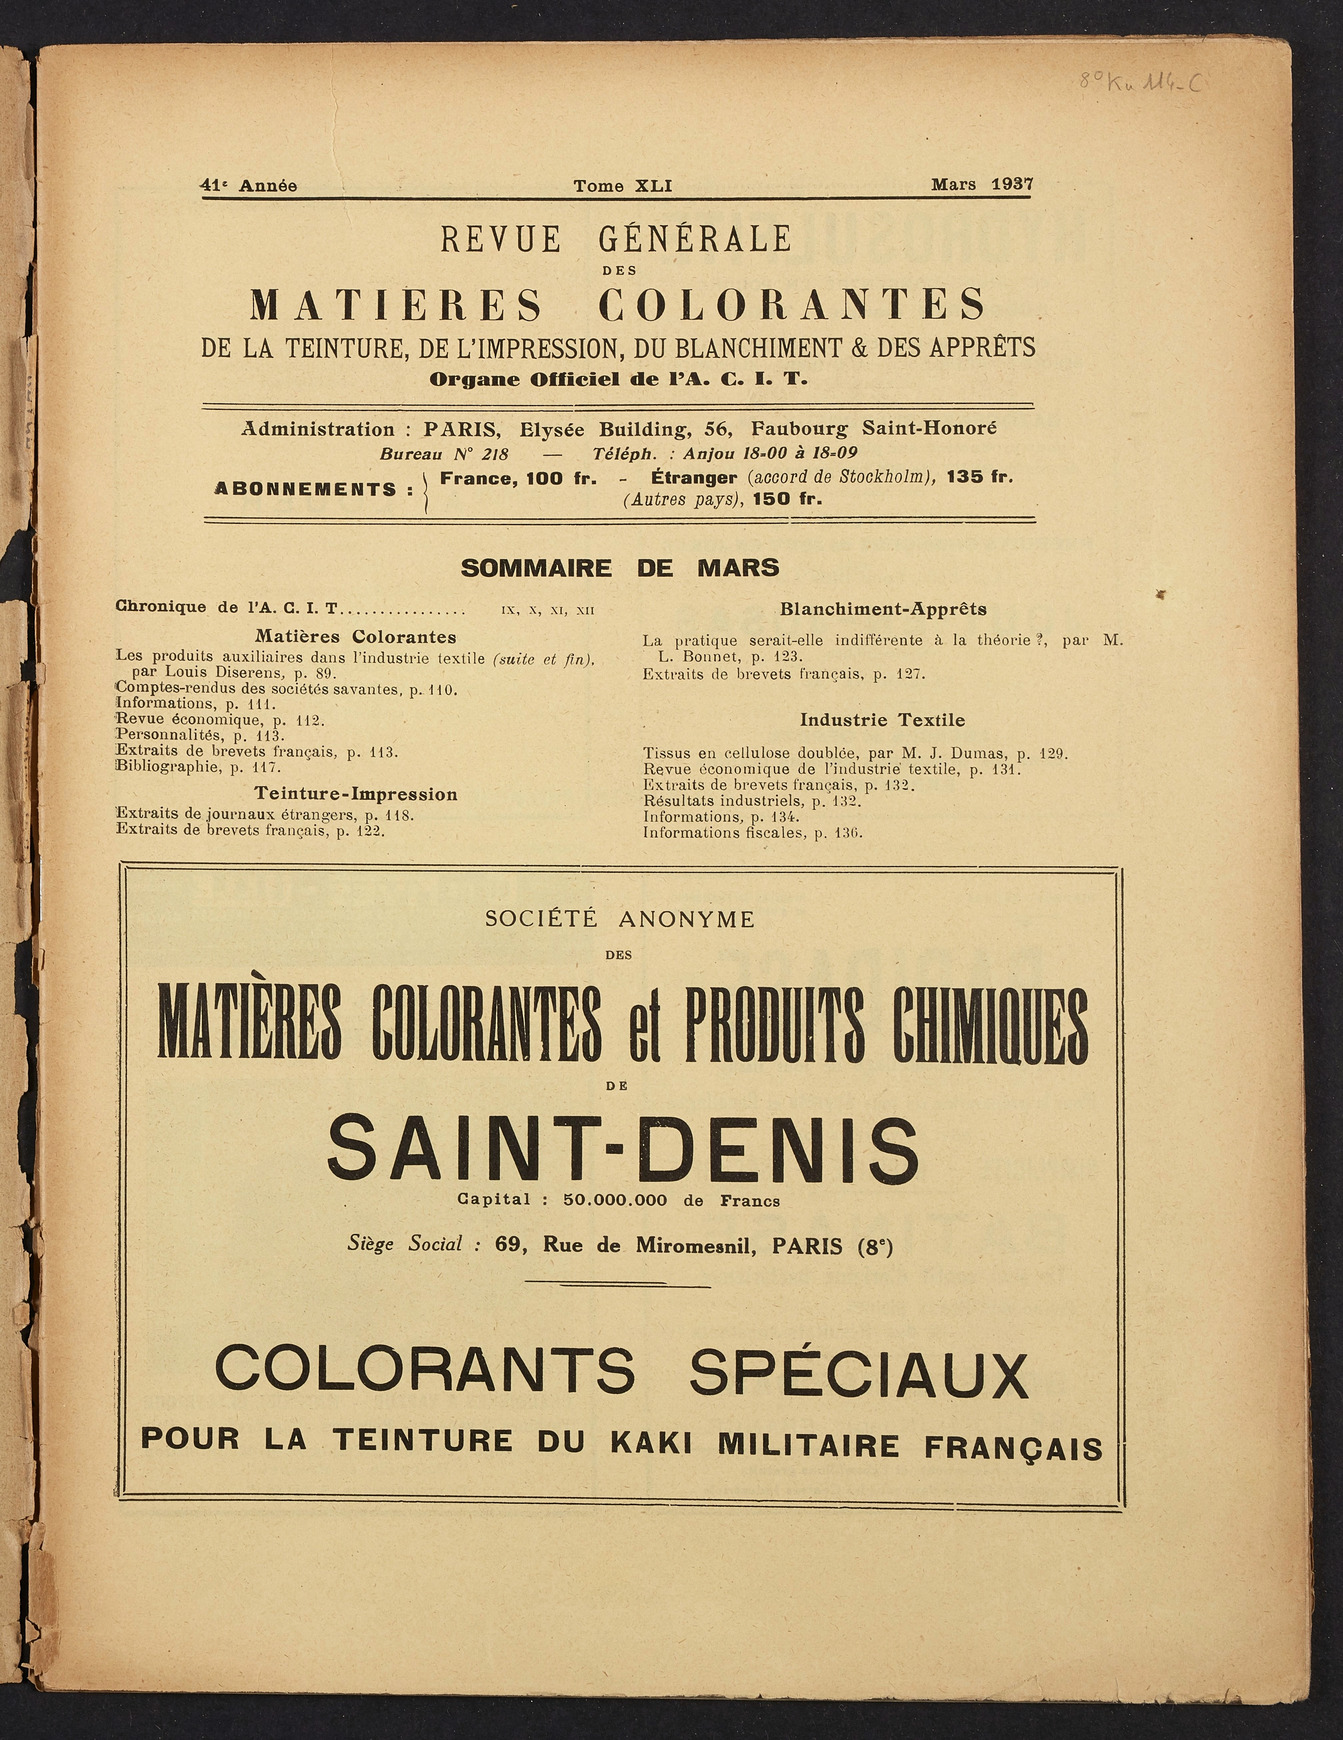 8° Ku 114-C
41e Année Tome XLI Mars 1937
REVUE GÉNÉRALE
DES
MATIERES COLORANTES
DE LA TEINTURE, DE L'IMPRESSION, DU BLANCHIMENT & DES APPRÊTS
Organe Officiel de l'A. C. I. T.
Administration : PARIS, Elysée Building, 56, Faubourg Saint-Honoré
Bureau N° 218 — Téléph. : Anjou 18-00 à 18-09
ABONNEMENTS : France, 100 fr. - Étranger (accord de Stockholm), 135 fr.
(Autres pays), 150 fr.
SOMMAIRE DE MARS
Chronique de l'A. C. I. T................ IX, X, XI, XII
Matières Colorantes
Les produits auxiliaires dans l'industrie textile (suite et fin),
par Louis Diserens, p. 89.
Comptes-rendus des sociétés savantes, p. 110.
Informations, p. 111.
Revue économique, p. 112.
Personnalités, p. 113.
Extraits de brevets français, p. 113.
Bibliographie, p. 117.
Teinture-Impression
Extraits de journaux étrangers, p. 118.
Extraits de brevets français, p. 122.
Blanchiment-Apprêts
La pratique serait-elle indifférente à la théorie ?, par M.
L. Bonnet, p. 123.
Extraits de brevets français, p. 127.
Industrie Textile
Tissus en cellulose doublée, par M. J. Dumas, p. 129.
Revue économique de l'industrie textile, p. 131.
Extraits de brevets français, p. 132.
Résultats industriels, p. 132.
Informations, p. 134.
Informations fiscales, p. 136.
SOCIÉTÉ ANONYME
DES
MATIÈRES COLORANTES et PRODUITS CHIMIQUES
DE
SAINT-DENIS
Capital : 50.000.000 de Francs
Siège Social : 69, Rue de Miromesnil, PARIS (8e)
COLORANTS SPÉCIAUX
POUR LA TEINTURE DU KAKI MILITAIRE FRANÇAIS